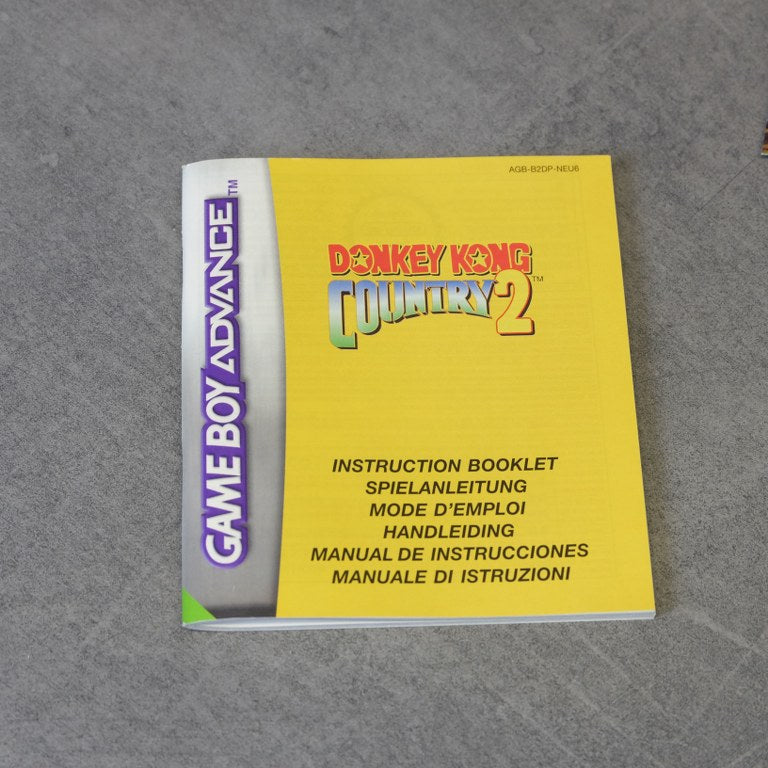 AGB-B2DP-NEU6
GAME BOY ADVANCE™
DONKEY KONG
COUNTRY 2™
INSTRUCTION BOOKLET
SPIELANLEITUNG
MODE D'EMPLOI
HANDLEIDING
MANUAL DE INSTRUCCIONES
MANUALE DI ISTRUZIONI